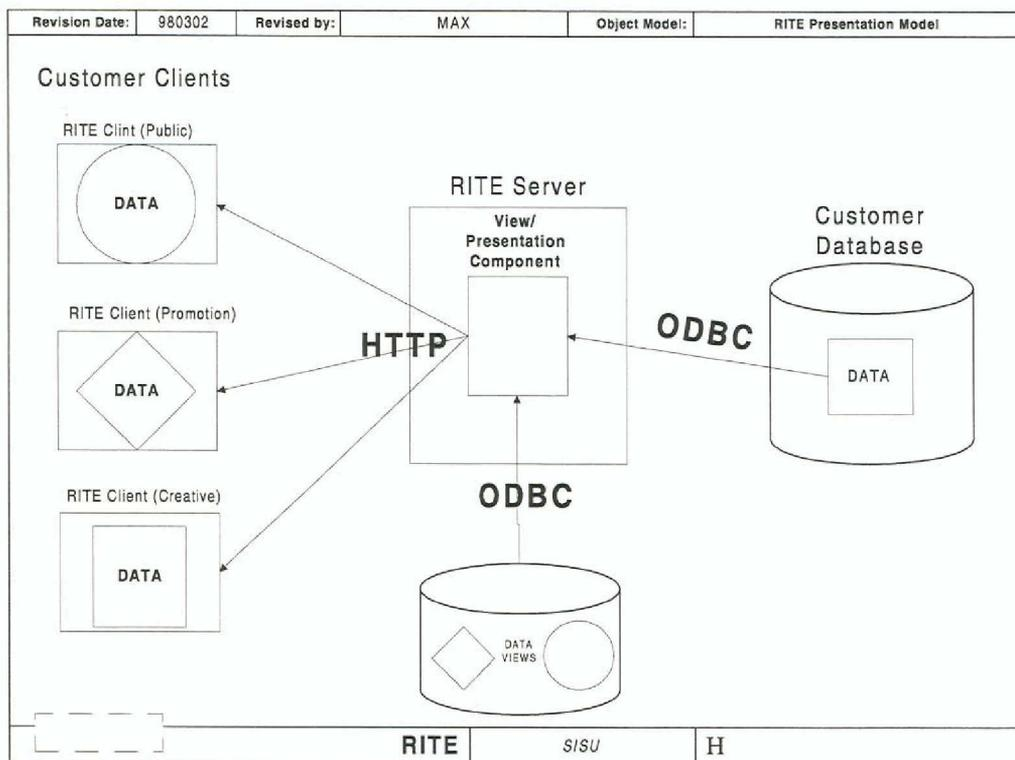 Revision Date: 980302 Revised by: MAX Object Model: RITE Presentation Model
Customer Clients
RITE Clint (Public)
DATA
RITE Server
View/
Presentation
Component
Customer
Database
RITE Client (Promotion)
DATA
HTTP
ODBC
DATA
RITE Client (Creative)
DATA
ODBC
DATA
VIEWS
RITE SISU H